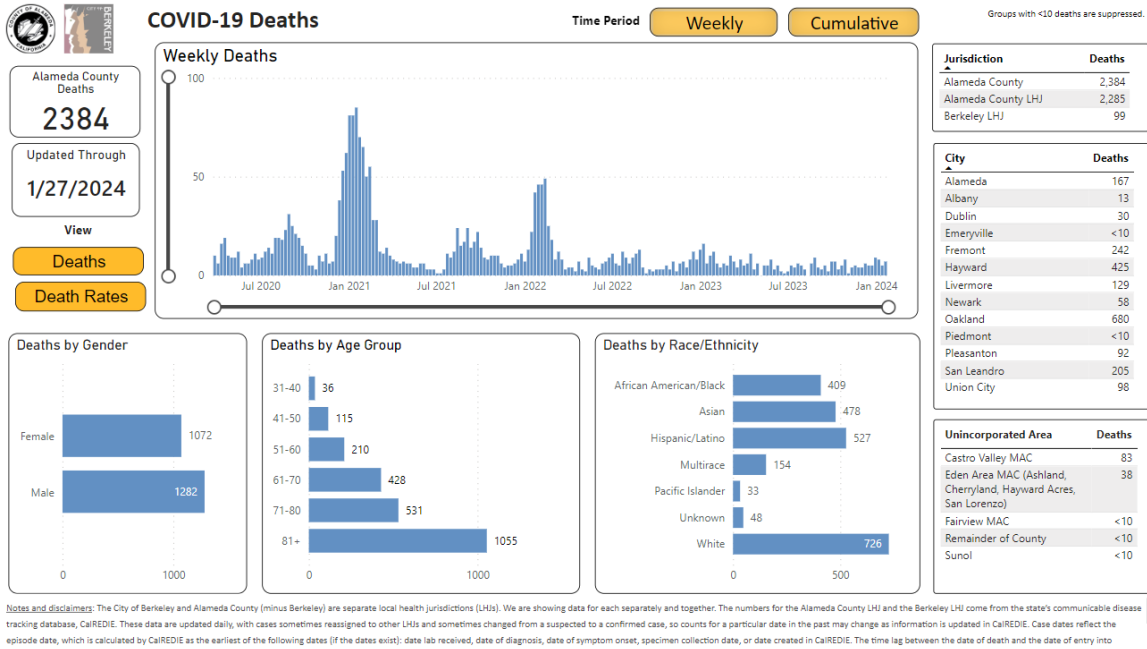 COUNTY OF ALAMEDA
CALIFORNIA
CITY OF
BERKELEY
COVID-19 Deaths
Time Period
Weekly
Cumulative
Groups with <10 deaths are suppressed.
Alameda County
Deaths
2384
Updated Through
1/27/2024
View
Deaths
Death Rates
Weekly Deaths
100
50
0
Jul 2020 Jan 2021 Jul 2021 Jan 2022 Jul 2022 Jan 2023 Jul 2023 Jan 2024
Jurisdiction Deaths
Alameda County 2,384
Alameda County LHJ 2,285
Berkeley LHJ 99
City Deaths
Alameda 167
Albany 13
Dublin 30
Emeryville <10
Fremont 242
Hayward 425
Livermore 129
Newark 58
Oakland 680
Piedmont <10
Pleasanton 92
San Leandro 205
Union City 98
Deaths by Gender
Female 1072
Male 1282
0 1000
Deaths by Age Group
31-40 36
41-50 115
51-60 210
61-70 428
71-80 531
81+ 1055
0 1000
Deaths by Race/Ethnicity
African American/Black 409
Asian 478
Hispanic/Latino 527
Multirace 154
Pacific Islander 33
Unknown 48
White 726
0 500
Unincorporated Area Deaths
Castro Valley MAC 83
Eden Area MAC (Ashland, 38
Cherryland, Hayward Acres,
San Lorenzo)
Fairview MAC <10
Remainder of County <10
Sunol <10
Notes and disclaimers: The City of Berkeley and Alameda County (minus Berkeley) are separate local health jurisdictions (LHJs). We are showing data for each separately and together. The numbers for the Alameda County LHJ and the Berkeley LHJ come from the state's communicable disease
tracking database, CalREDIE. These data are updated daily, with cases sometimes reassigned to other LHJs and sometimes changed from a suspected to a confirmed case, so counts for a particular date in the past may change as information is updated in CalREDIE. Case dates reflect the
episode date, which is calculated by CalREDIE as the earliest of the following dates (if the dates exist): date lab received, date of diagnosis, date of symptom onset, specimen collection date, or date created in CalREDIE. The time lag between the date of death and the date of entry into